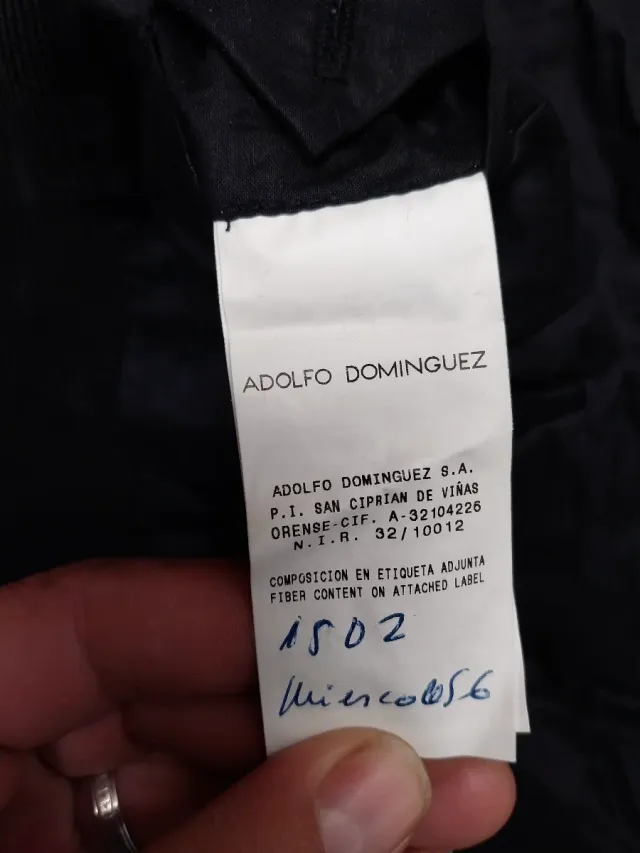 ADOLFO DOMINGUEZ
ADOLFO DOMINGUEZ S.A.
P.I. SAN CIPRIAN DE VIÑAS
ORENSE-CIF. A-32104226
N.I.R. 32/10012
COMPOSICION EN ETIQUETA ADJUNTA
FIBER CONTENT ON ATTACHED LABEL
1502
56